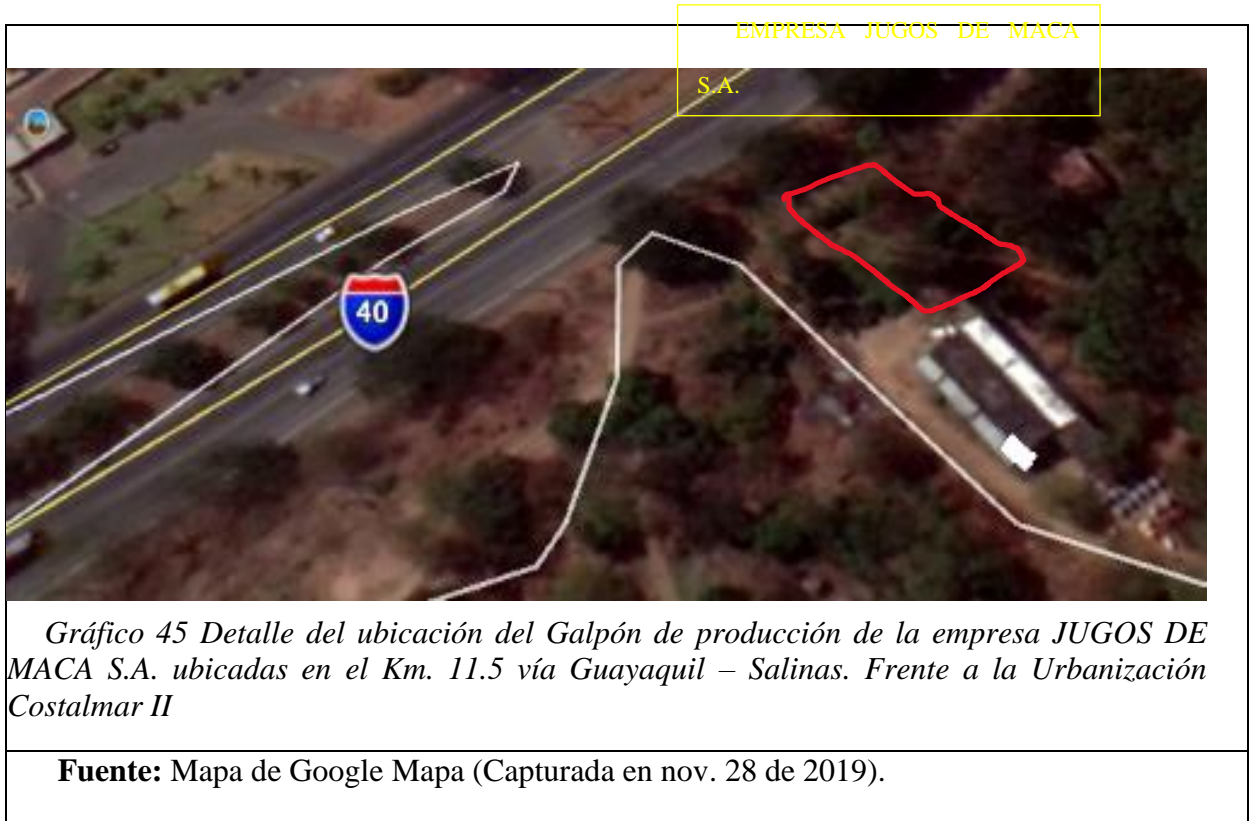 EMPRESA JUGOS DE MACA
S.A.
40
Gráfico 45 Detalle del ubicación del Galpón de producción de la empresa JUGOS DE
MACA S.A. ubicadas en el Km. 11.5 vía Guayaquil – Salinas. Frente a la Urbanización
Costalmar II
Fuente: Mapa de Google Mapa (Capturada en nov. 28 de 2019).